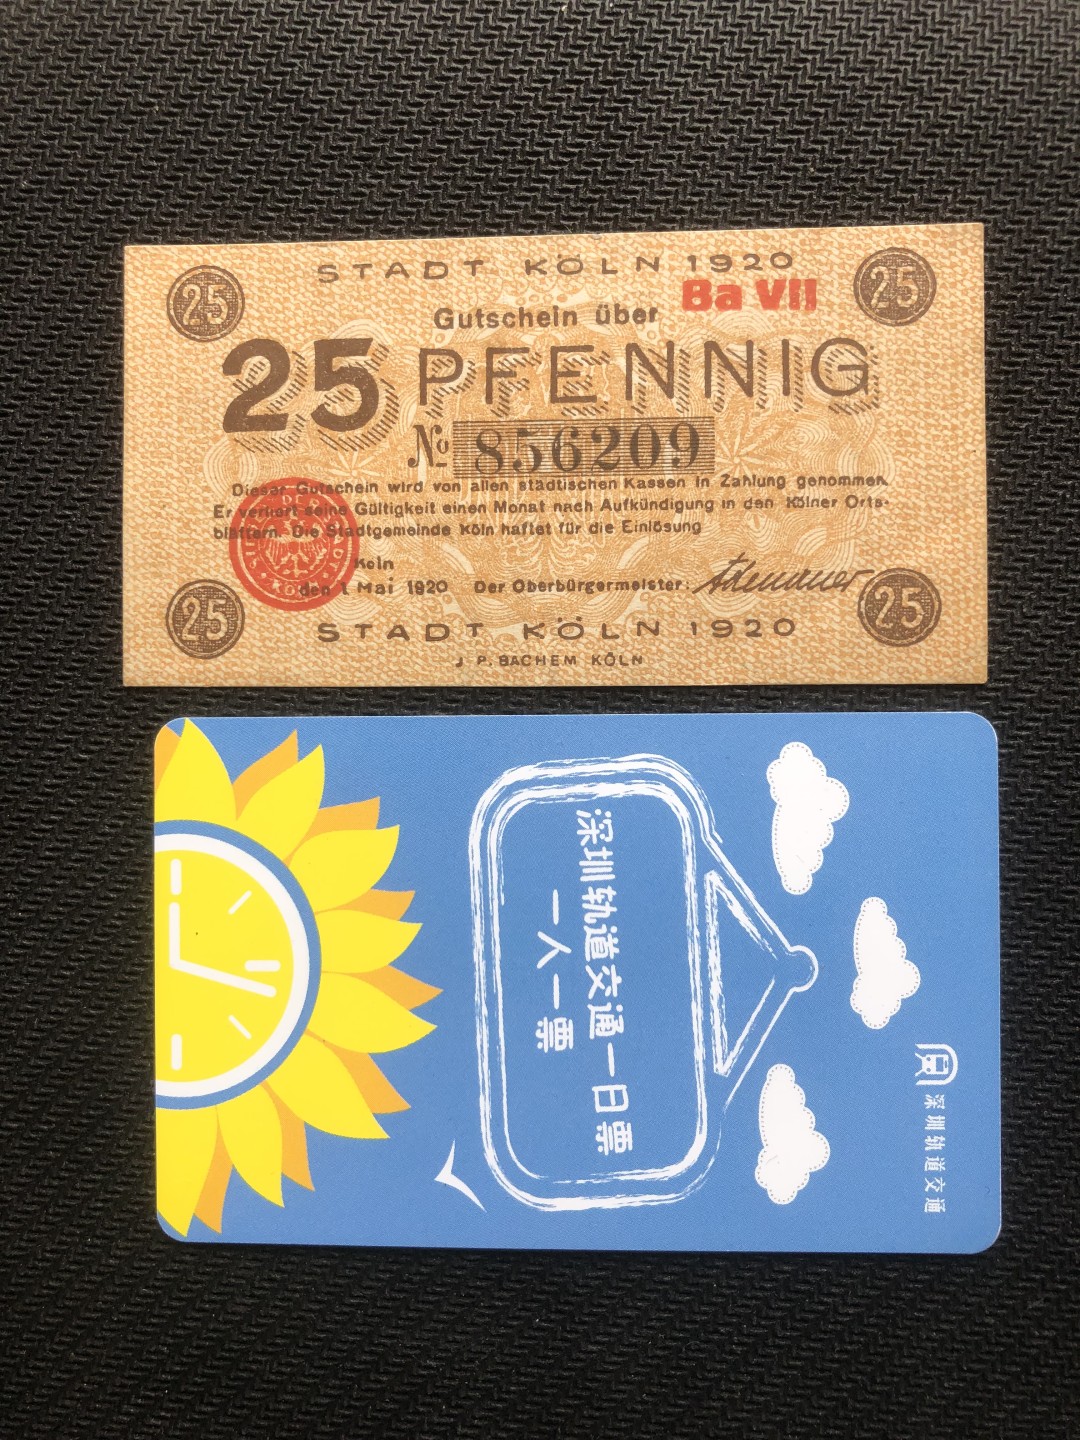 STADT KÖLN 1920
Ba VII
25
25
Gutschein über
25 PFENNIG
No 856209
Dieser Gutschein wird von allen städtischen Kassen in Zahlung genommen.
Er verliert seine Gültigkeit einen Monat nach Aufkündigung in den Kölner Orts-
blättern. Die Stadtgemeinde Köln haftet für die Einlösung
Köln
den 1 Mai 1920 Der Oberbürgermeister:
25
25
STADT KÖLN 1920
J. P. BACHEM KÖLN
深圳轨道交通
深圳轨道交通一日票
一人一票